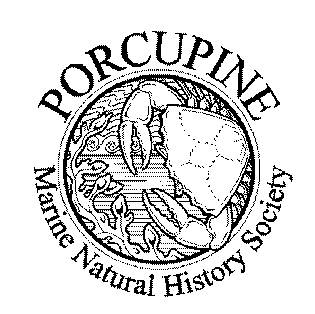 PORCUPINE
Marine Natural History Society